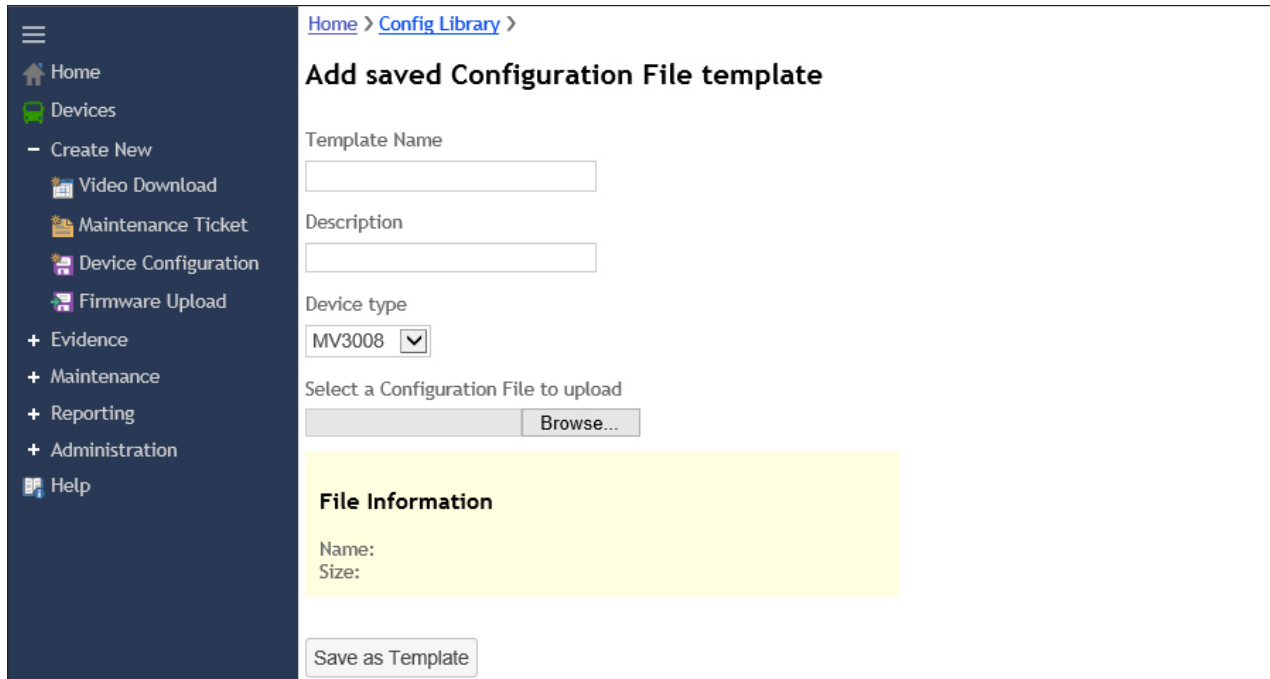 Home > Config Library >
Add saved Configuration File template
Home
Devices
− Create New
Video Download
Maintenance Ticket
Device Configuration
Firmware Upload
+ Evidence
+ Maintenance
+ Reporting
+ Administration
Help
Template Name
Description
Device type
MV3008
Select a Configuration File to upload
Browse...
File Information
Name:
Size:
Save as Template